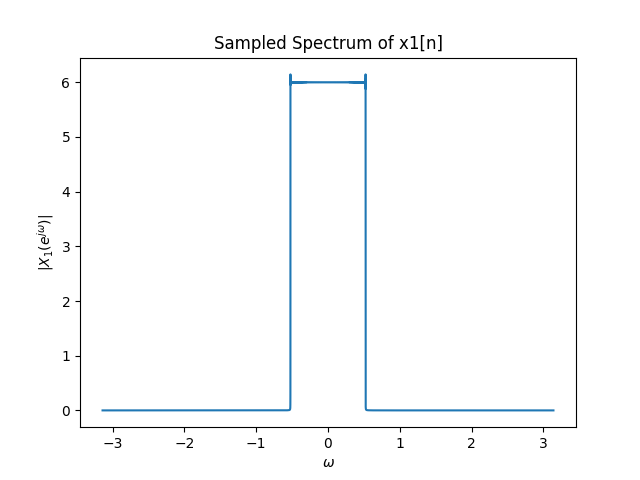 Sampled Spectrum of x1[n]
|X₁(e^{jω})|
6
5
4
3
2
1
0
−3 −2 −1 0 1 2 3
ω